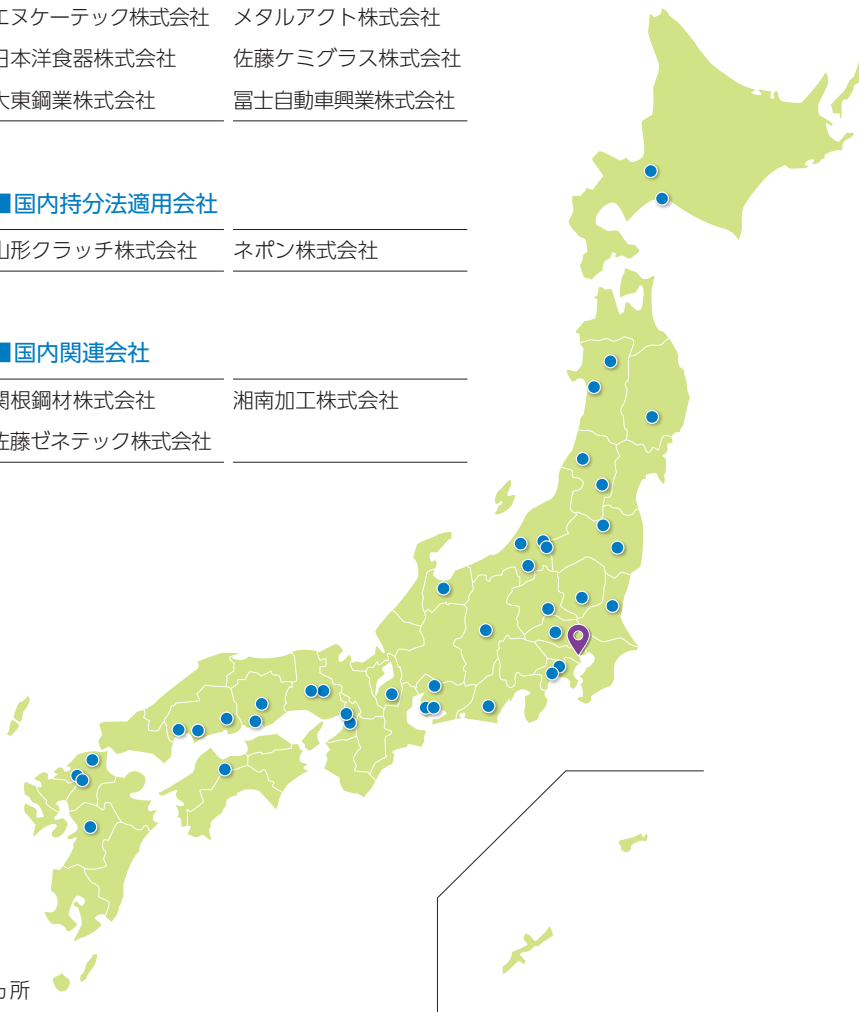 エヌケーテック株式会社 メタルアクト株式会社
日本洋食器株式会社 佐藤ケミグラス株式会社
大東鋼業株式会社 冨士自動車興業株式会社
■国内持分法適用会社
山形クラッチ株式会社 ネポン株式会社
■国内関連会社
関根鋼材株式会社 湘南加工株式会社
佐藤ゼネテック株式会社
ヵ所